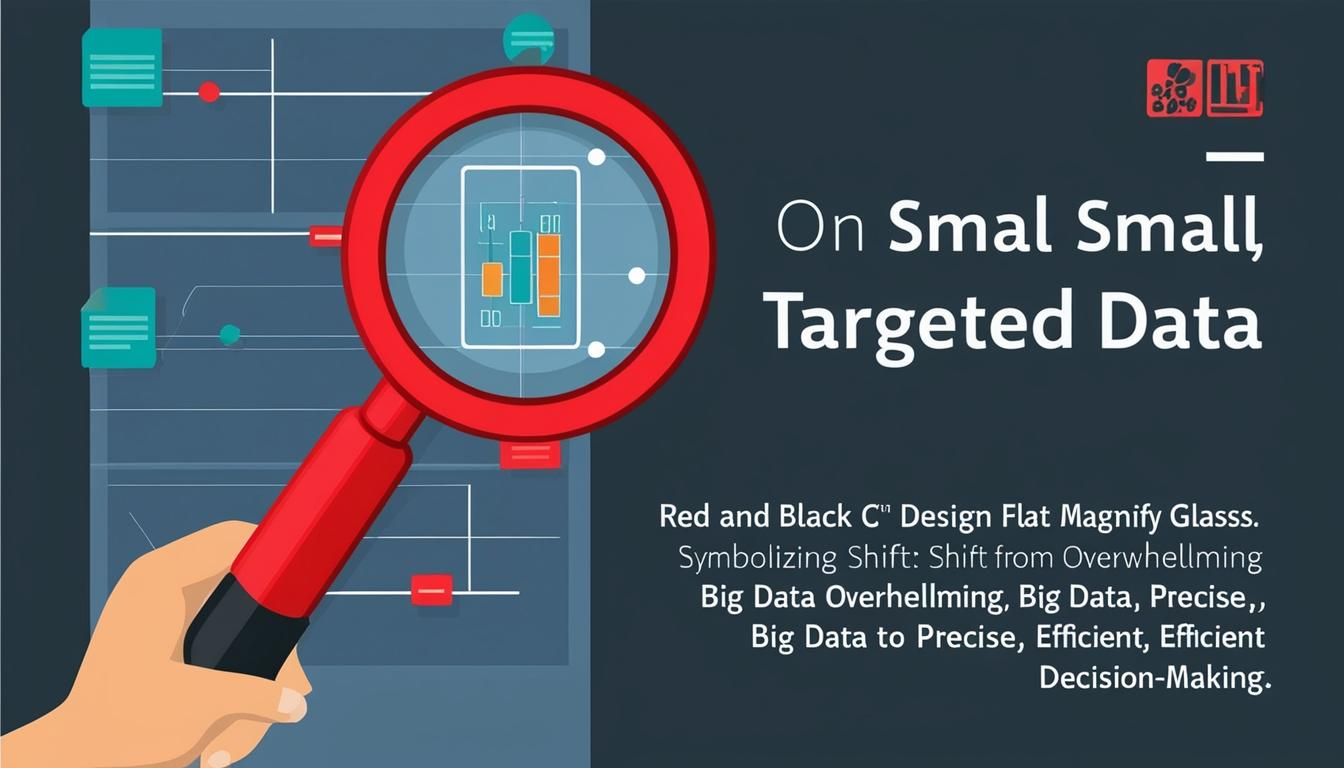 On Smal Small,
Targeted Data
Red and Black C Design Flat Magnify Glasss.
Symbolizing Shift: Shift from Overwhellming
Big Data Overhellming, Big Data, Precise,,
Big Data to Precise, Efficient, Efficient
Decision-Making.